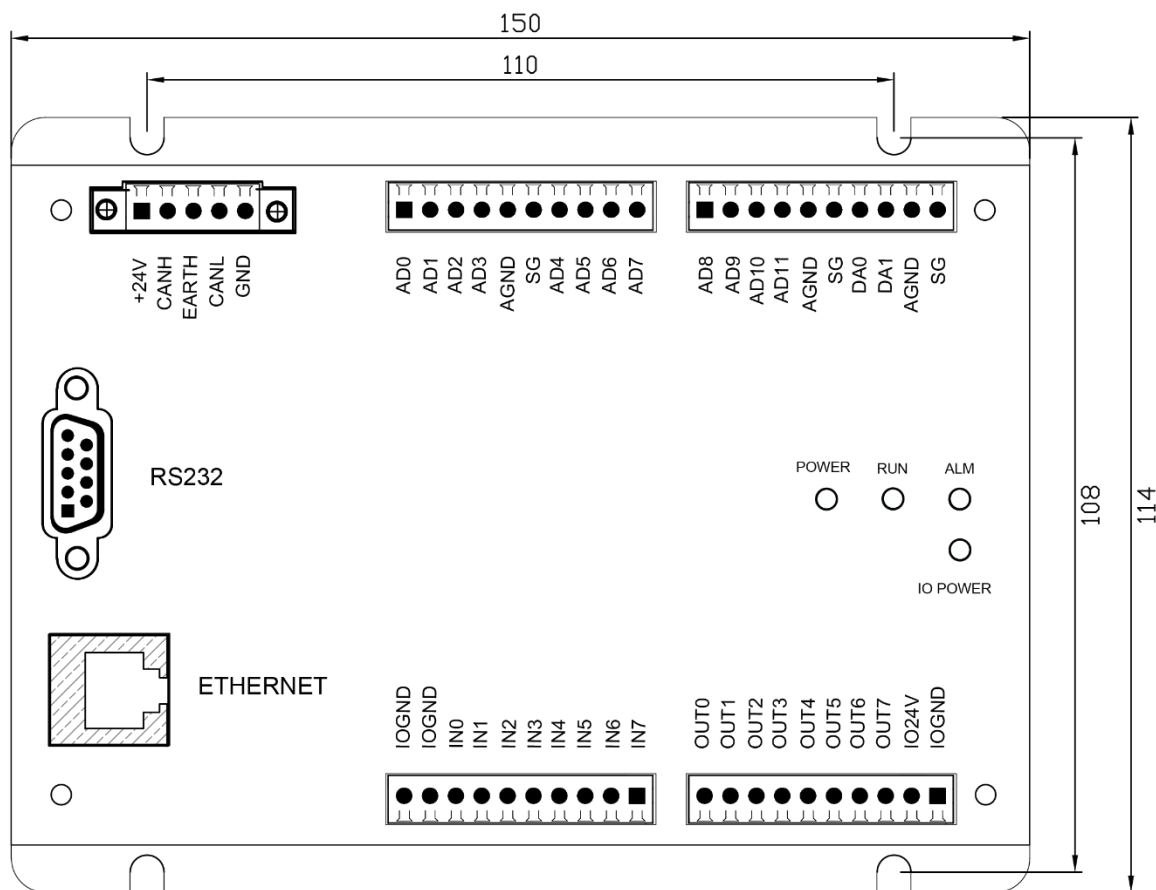 150
110
+24V CANH EARTH CANL GND
AD0 AD1 AD2 AD3 AGND SG AD4 AD5 AD6 AD7
AD8 AD9 AD10 AD11 AGND SG DA0 DA1 AGND SG
RS232
POWER RUN ALM
IO POWER
108
114
ETHERNET
IOGND IOGND IN0 IN1 IN2 IN3 IN4 IN5 IN6 IN7
OUT0 OUT1 OUT2 OUT3 OUT4 OUT5 OUT6 OUT7 IO24V IOGND